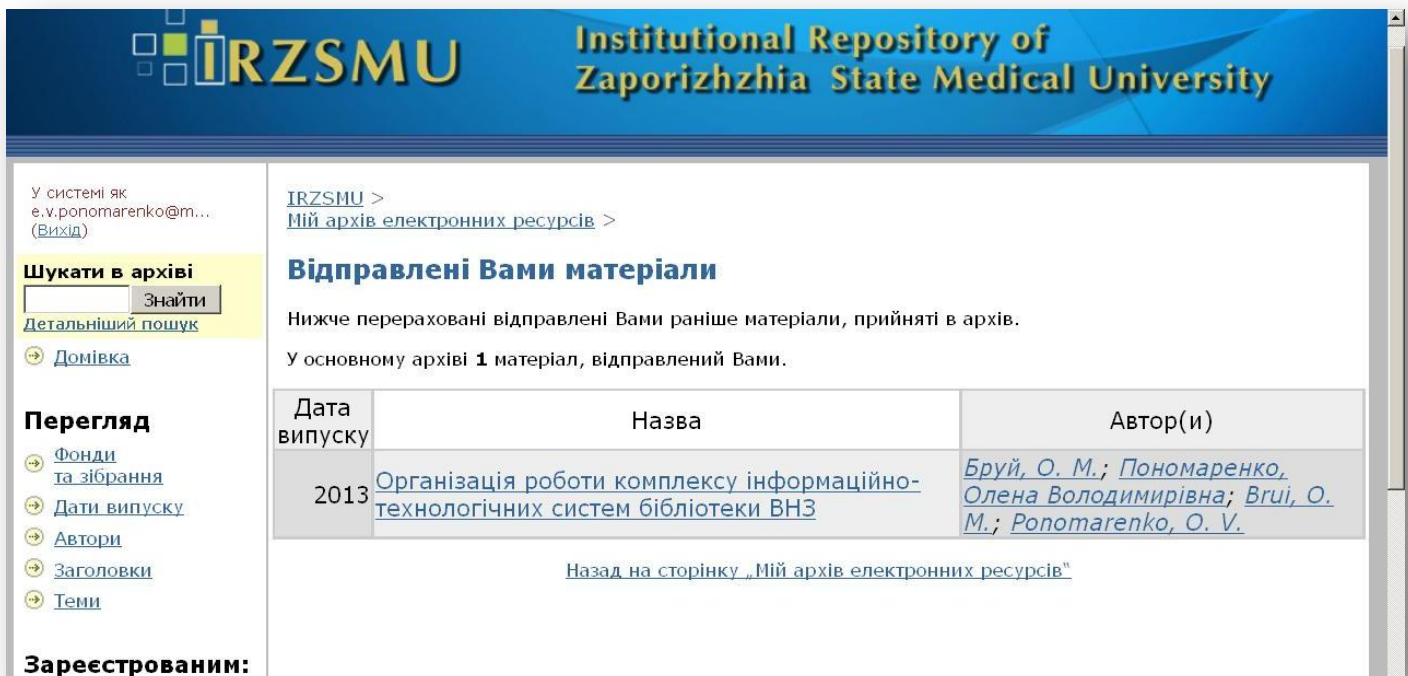 IRZSMU
Institutional Repository of
Zaporizhzhia State Medical University
У системі як
e.v.ponomarenko@m...
(Вихід)
Шукати в архіві
Знайти
Детальніший пошук
Домівка
Перегляд
Фонди
та зібрання
Дати випуску
Автори
Заголовки
Теми
Зареєстрованим:
IRZSMU >
Мій архів електронних ресурсів >
Відправлені Вами матеріали
Нижче перераховані відправлені Вами раніше матеріали, прийняті в архів.
У основному архіві 1 матеріал, відправлений Вами.
Дата
випуску
Назва
Автор(и)
2013
Організація роботи комплексу інформаційно-
технологічних систем бібліотеки ВНЗ
Бруй, О. М.; Пономаренко,
Олена Володимирівна; Brui, O.
M.; Ponomarenko, O. V.
Назад на сторінку „Мій архів електронних ресурсів"